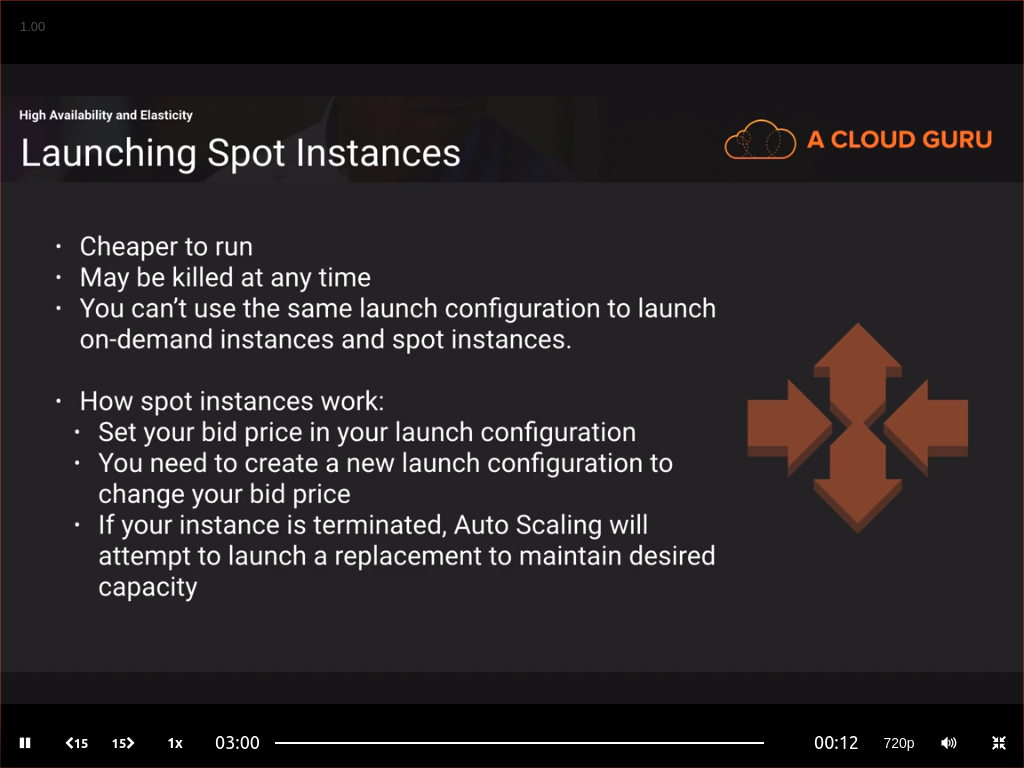 1.00
High Availability and Elasticity
Launching Spot Instances
A CLOUD GURU
· Cheaper to run
· May be killed at any time
· You can’t use the same launch configuration to launch
on-demand instances and spot instances.
· How spot instances work:
· Set your bid price in your launch configuration
· You need to create a new launch configuration to
change your bid price
· If your instance is terminated, Auto Scaling will
attempt to launch a replacement to maintain desired
capacity
15 15 1x 03:00 00:12 720p